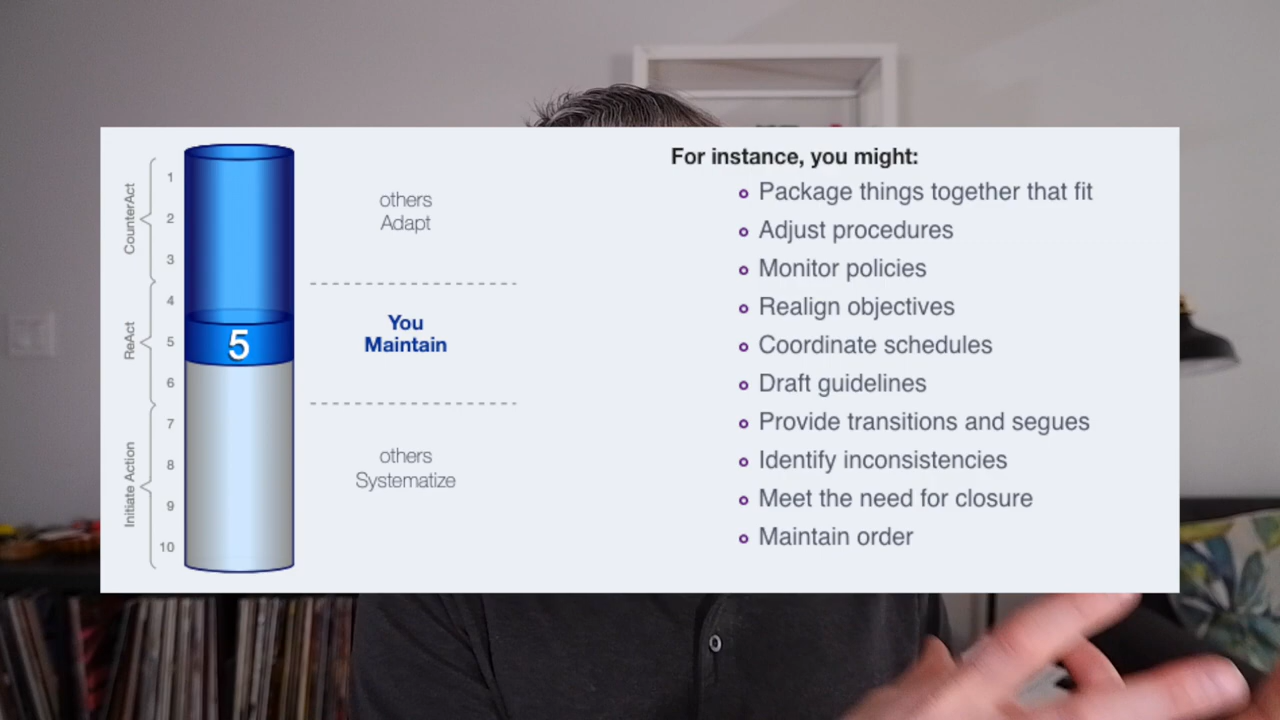 CounterAct
ReAct
Initiate Action
1
2
3
4
5
6
7
8
9
10
5
others
Adapt
You
Maintain
others
Systematize
For instance, you might:
Package things together that fit
Adjust procedures
Monitor policies
Realign objectives
Coordinate schedules
Draft guidelines
Provide transitions and segues
Identify inconsistencies
Meet the need for closure
Maintain order